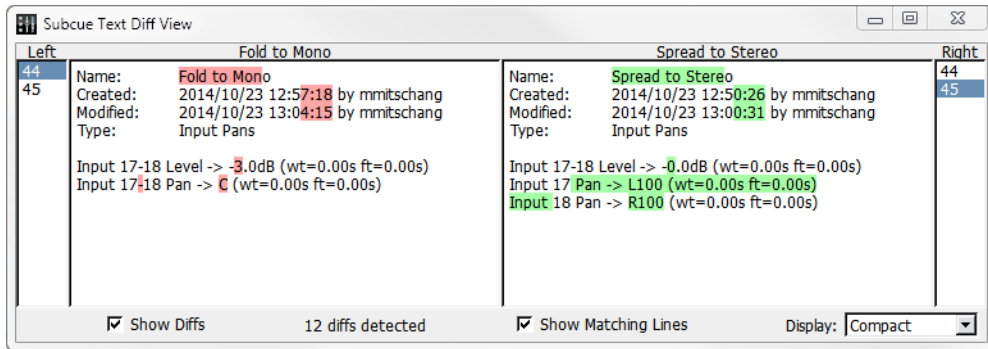 Subcue Text Diff View
Left Fold to Mono Spread to Stereo Right
44
45
Name: Fold to Mono
Created: 2014/10/23 12:57:18 by mmitschang
Modified: 2014/10/23 13:04:15 by mmitschang
Type: Input Pans
Input 17-18 Level -> -3.0dB (wt=0.00s ft=0.00s)
Input 17-18 Pan -> C (wt=0.00s ft=0.00s)
Name: Spread to Stereo
Created: 2014/10/23 12:50:26 by mmitschang
Modified: 2014/10/23 13:00:31 by mmitschang
Type: Input Pans
Input 17-18 Level -> -0.0dB (wt=0.00s ft=0.00s)
Input 17 Pan -> L100 (wt=0.00s ft=0.00s)
Input 18 Pan -> R100 (wt=0.00s ft=0.00s)
44
45
Show Diffs 12 diffs detected Show Matching Lines Display: Compact